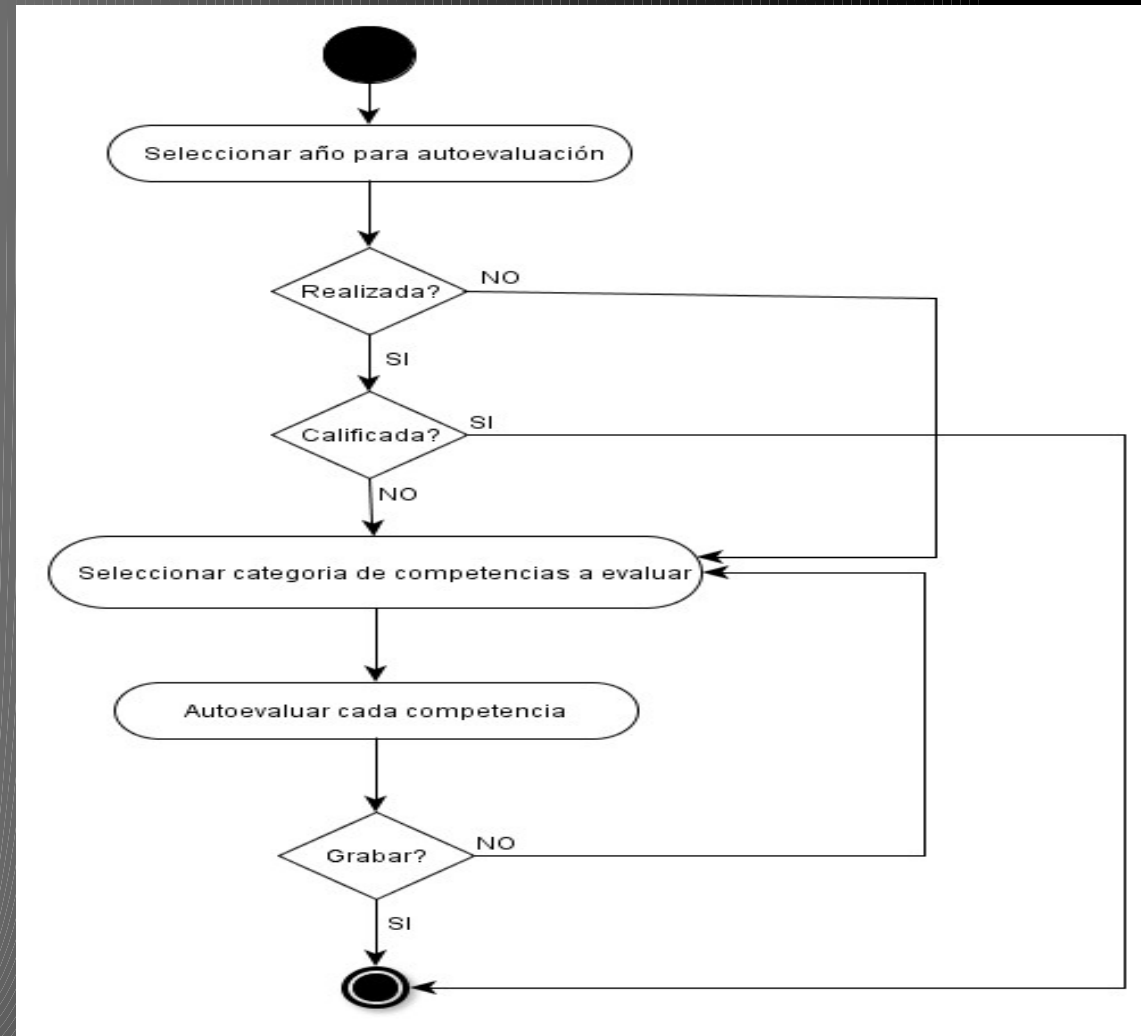 Seleccionar año para autoevaluación
Realizada?
NO
SI
Calificada?
SI
NO
Seleccionar categoria de competencias a evaluar
Autoevaluar cada competencia
Grabar?
NO
SI